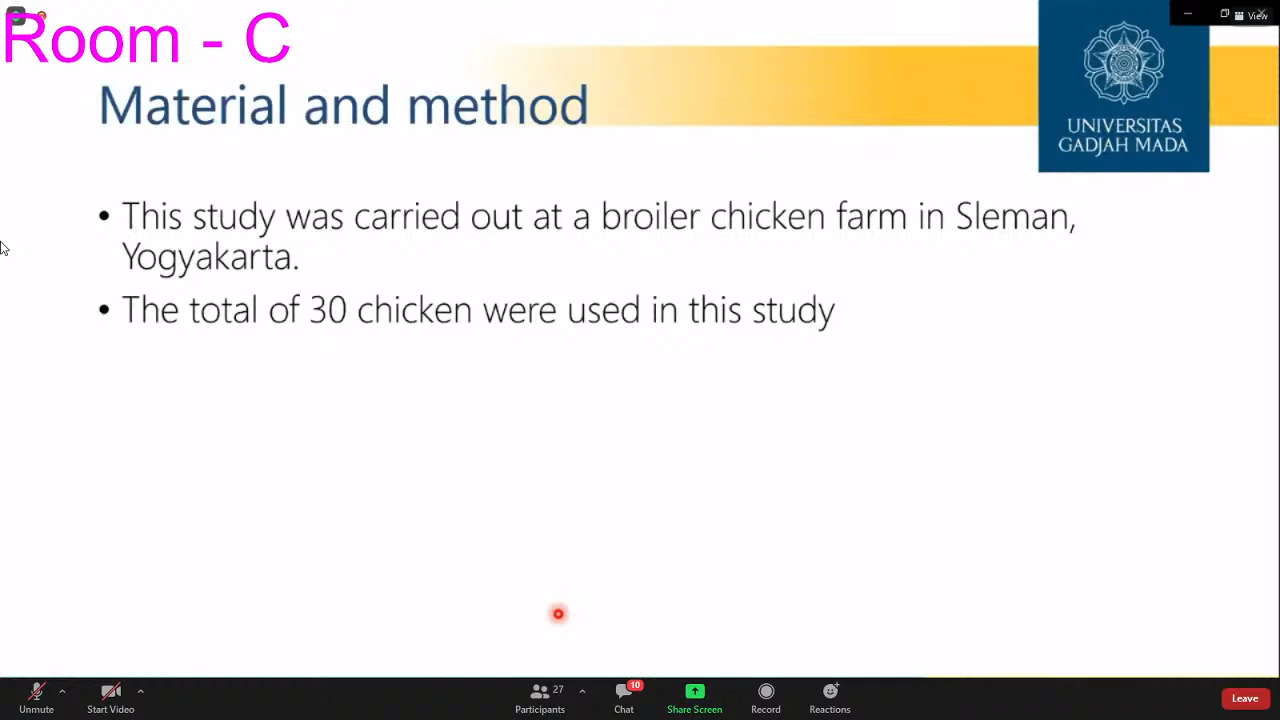 Room - C
View
Material and method
UNIVERSITAS
GADJAH MADA
• This study was carried out at a broiler chicken farm in Sleman,
Yogyakarta.
• The total of 30 chicken were used in this study
Unmute
Start Video
27
Participants
10
Chat
Share Screen
Record
Reactions
Leave